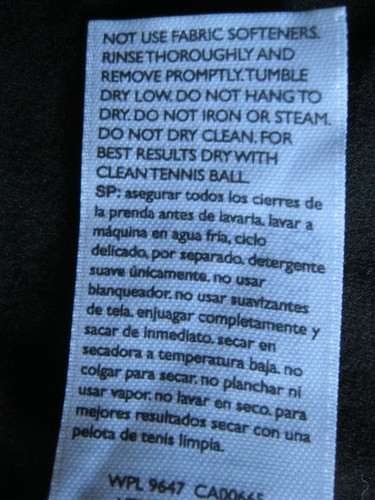 NOT USE FABRIC SOFTENERS.
RINSE THOROUGHLY AND
REMOVE PROMPTLY. TUMBLE
DRY LOW. DO NOT HANG TO
DRY. DO NOT IRON OR STEAM.
DO NOT DRY CLEAN. FOR
BEST RESULTS DRY WITH
CLEAN TENNIS BALL.
SP: asegurar todos los cierres de
la prenda antes de lavarla. lavar a
máquina en agua fría, ciclo
delicado, por separado. detergente
suave únicamente. no usar
blanqueador. no usar suavizantes
de tela. enjuagar completamente y
sacar de inmediato. secar en
secadora a temperatura baja. no
colgar para secar. no planchar ni
usar vapor. no lavar en seco. para
mejores resultados secar con una
pelota de tenis limpia.
WPL 9647